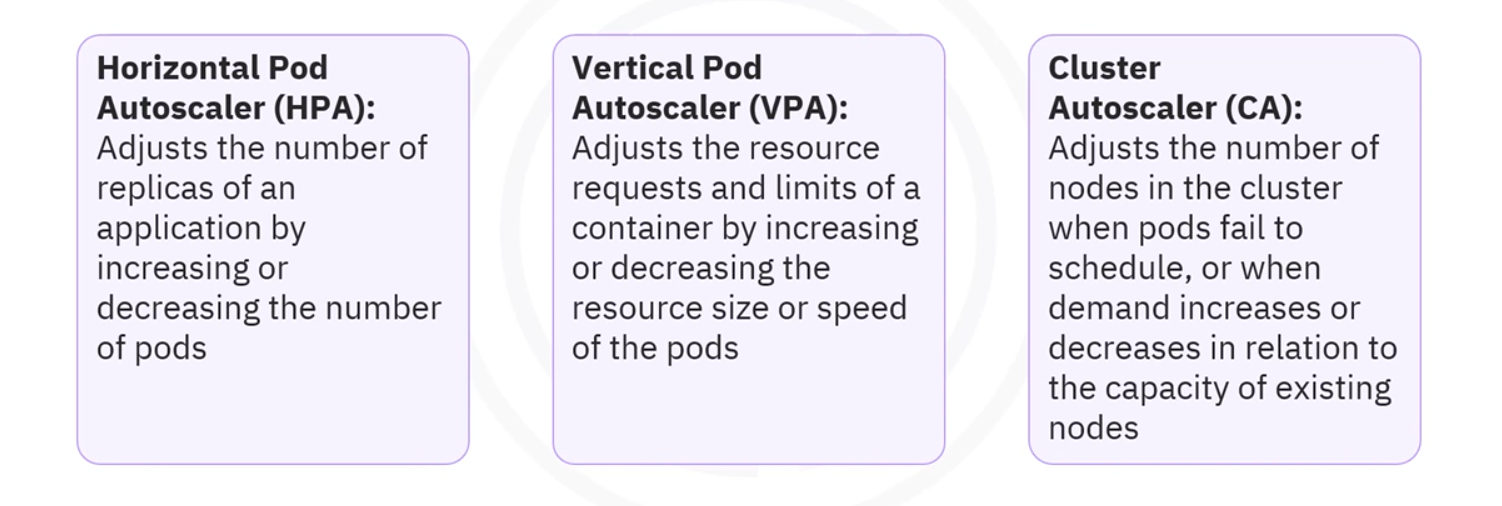 Horizontal Pod
Autoscaler (HPA):
Adjusts the number of
replicas of an
application by
increasing or
decreasing the number
of pods
Vertical Pod
Autoscaler (VPA):
Adjusts the resource
requests and limits of a
container by increasing
or decreasing the
resource size or speed
of the pods
Cluster
Autoscaler (CA):
Adjusts the number of
nodes in the cluster
when pods fail to
schedule, or when
demand increases or
decreases in relation to
the capacity of existing
nodes